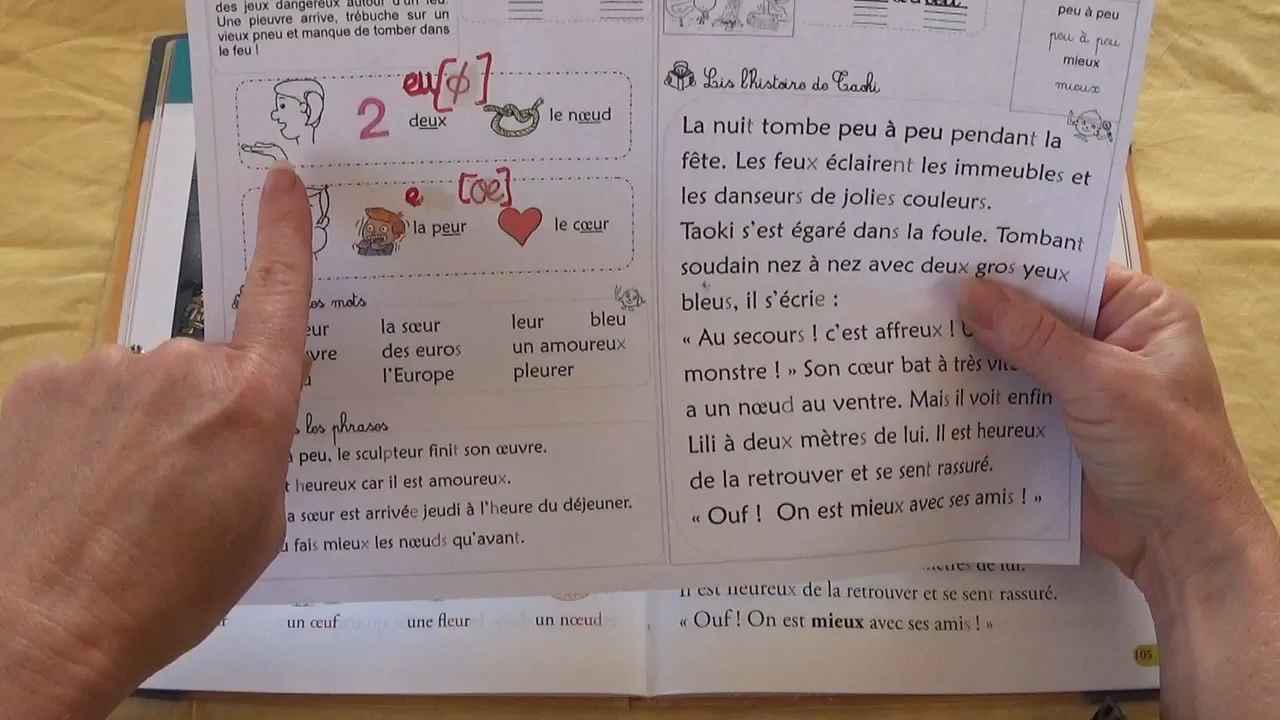 des jeux dangereux autour d'un feu.
Une pieuvre arrive, trébuche sur un
vieux pneu et manque de tomber dans
le feu !
eu[ø]
2
deux
le nœud
e [œ]
la peur
le cœur
mots
la sœur
leur
bleu
des euros
un amoureux
l'Europe
pleurer
les phrases
à peu, le sculpteur finit son œuvre.
heureux car il est amoureux.
sœur est arrivée jeudi à l'heure du déjeuner.
fais mieux les nœuds qu'avant.
peu à peu
peu à peu
mieux
mieux
Lis l'histoire de Taoki
La nuit tombe peu à peu pendant la
fête. Les feux éclairent les immeubles et
les danseurs de jolies couleurs.
Taoki s'est égaré dans la foule. Tombant
soudain nez à nez avec deux gros yeux
bleus, il s'écrie :
« Au secours ! c'est affreux !
monstre ! » Son cœur bat à très
a un nœud au ventre. Mais il voit enfin
Lili à deux mètres de lui. Il est heureux
de la retrouver et se sent rassuré.
« Ouf ! On est mieux avec ses amis ! »
mètres de lui.
Il est heureux de la retrouver et se sent rassuré.
« Ouf ! On est mieux avec ses amis ! »
un œuf
une fleur
un nœud
105